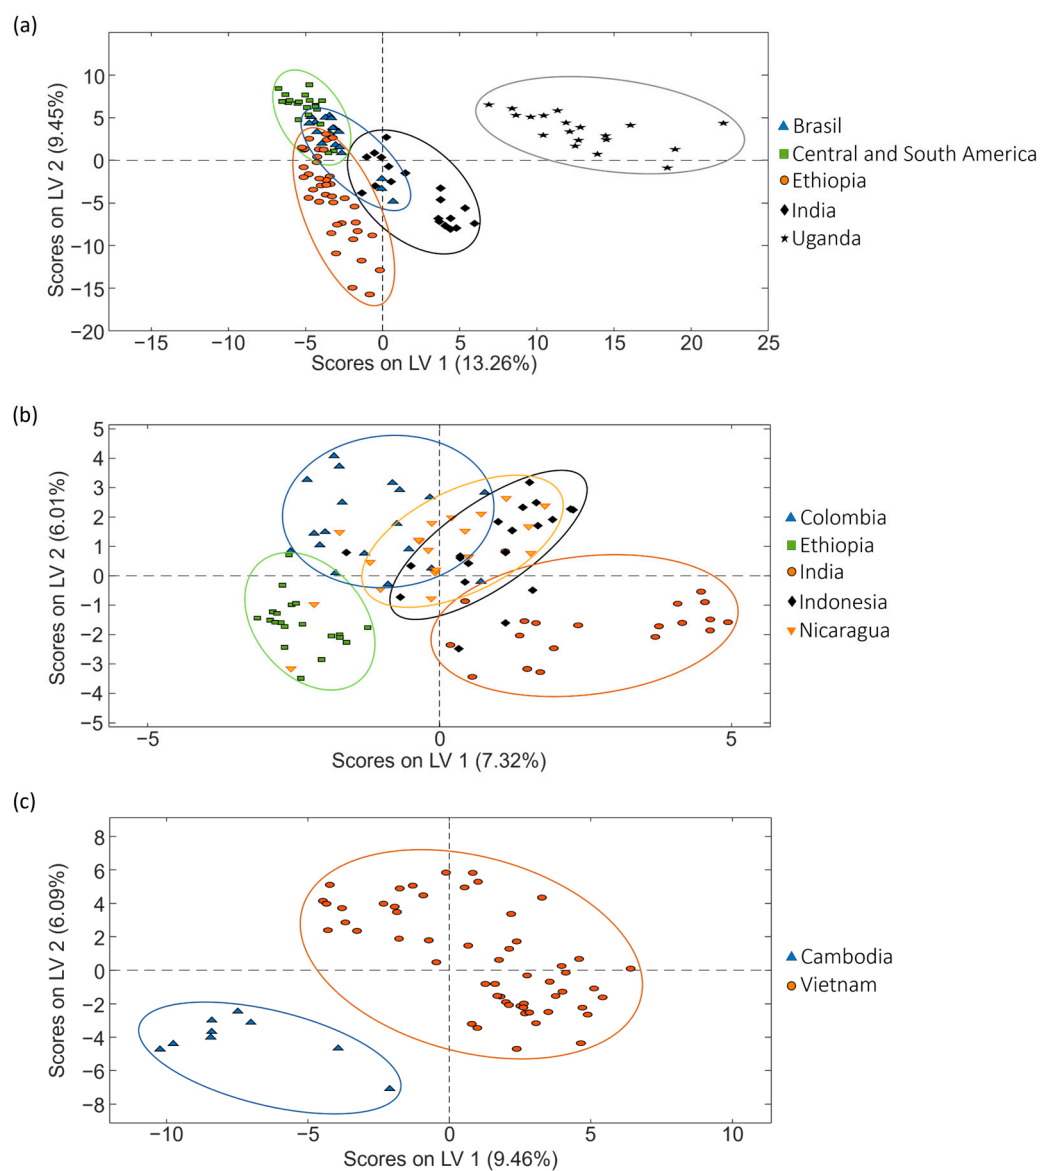 (a)
10
5
0
−5
−10
−15
−20
Scores on LV 2 (9.45%)
−15
−10
−5
0
5
10
15
20
25
Scores on LV 1 (13.26%)
Brasil
Central and South America
Ethiopia
India
Uganda
(b)
5
4
3
2
1
0
−1
−2
−3
−4
−5
Scores on LV 2 (6.01%)
−5
0
5
Scores on LV 1 (7.32%)
Colombia
Ethiopia
India
Indonesia
Nicaragua
(c)
8
6
4
2
0
−2
−4
−6
−8
Scores on LV 2 (6.09%)
−10
−5
0
5
10
Scores on LV 1 (9.46%)
Cambodia
Vietnam